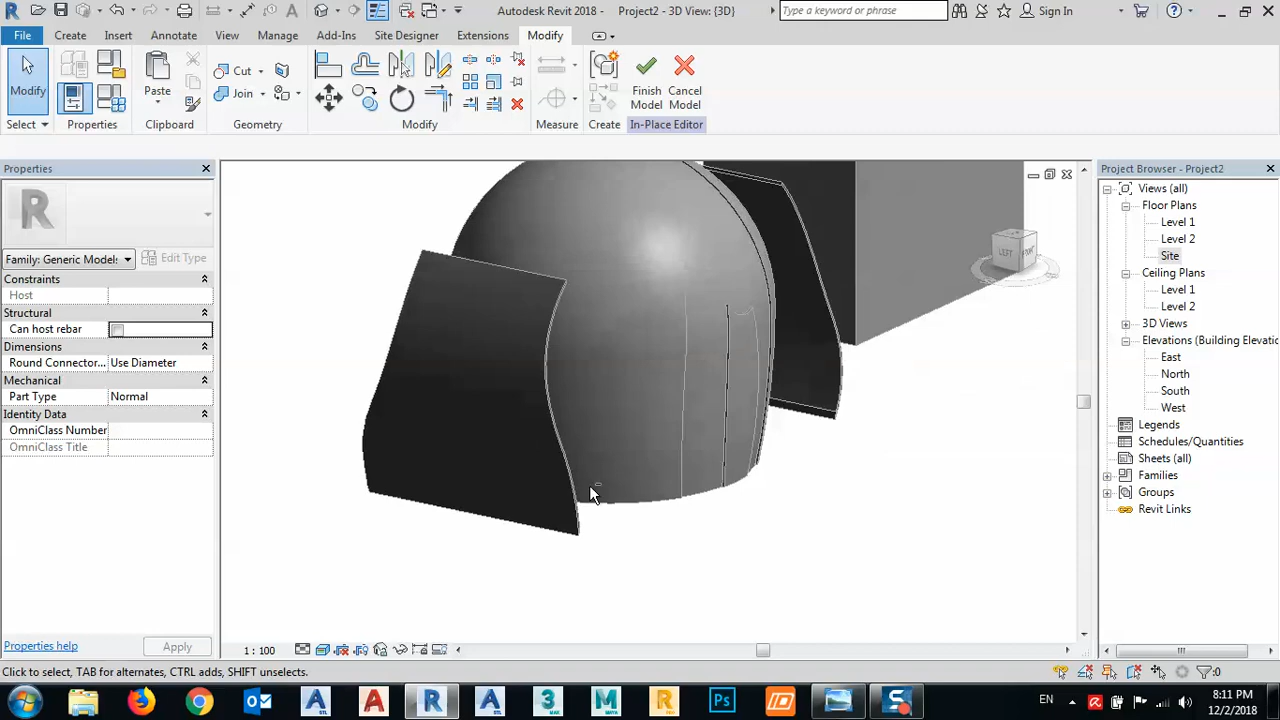 Autodesk Revit 2018 - Project2 - 3D View: {3D}
Type a keyword or phrase
Sign In
File Create Insert Annotate View Manage Add-Ins Site Designer Extensions Modify
Modify
Paste
Cut
Join
Finish Model
Cancel Model
Select Properties Clipboard Geometry Modify Measure Create In-Place Editor
Properties
Family: Generic Model:
Edit Type
Constraints
Host
Structural
Can host rebar
Dimensions
Round Connector... Use Diameter
Mechanical
Part Type Normal
Identity Data
OmniClass Number
OmniClass Title
Properties help
Apply
LEFT
Project Browser - Project2
Views (all)
Floor Plans
Level 1
Level 2
Site
Ceiling Plans
Level 1
Level 2
3D Views
Elevations (Building Elevatio
East
North
South
West
Legends
Schedules/Quantities
Sheets (all)
Families
Groups
Revit Links
1 : 100
Click to select, TAB for alternates, CTRL adds, SHIFT unselects.
:0
EN
8:11 PM
12/2/2018